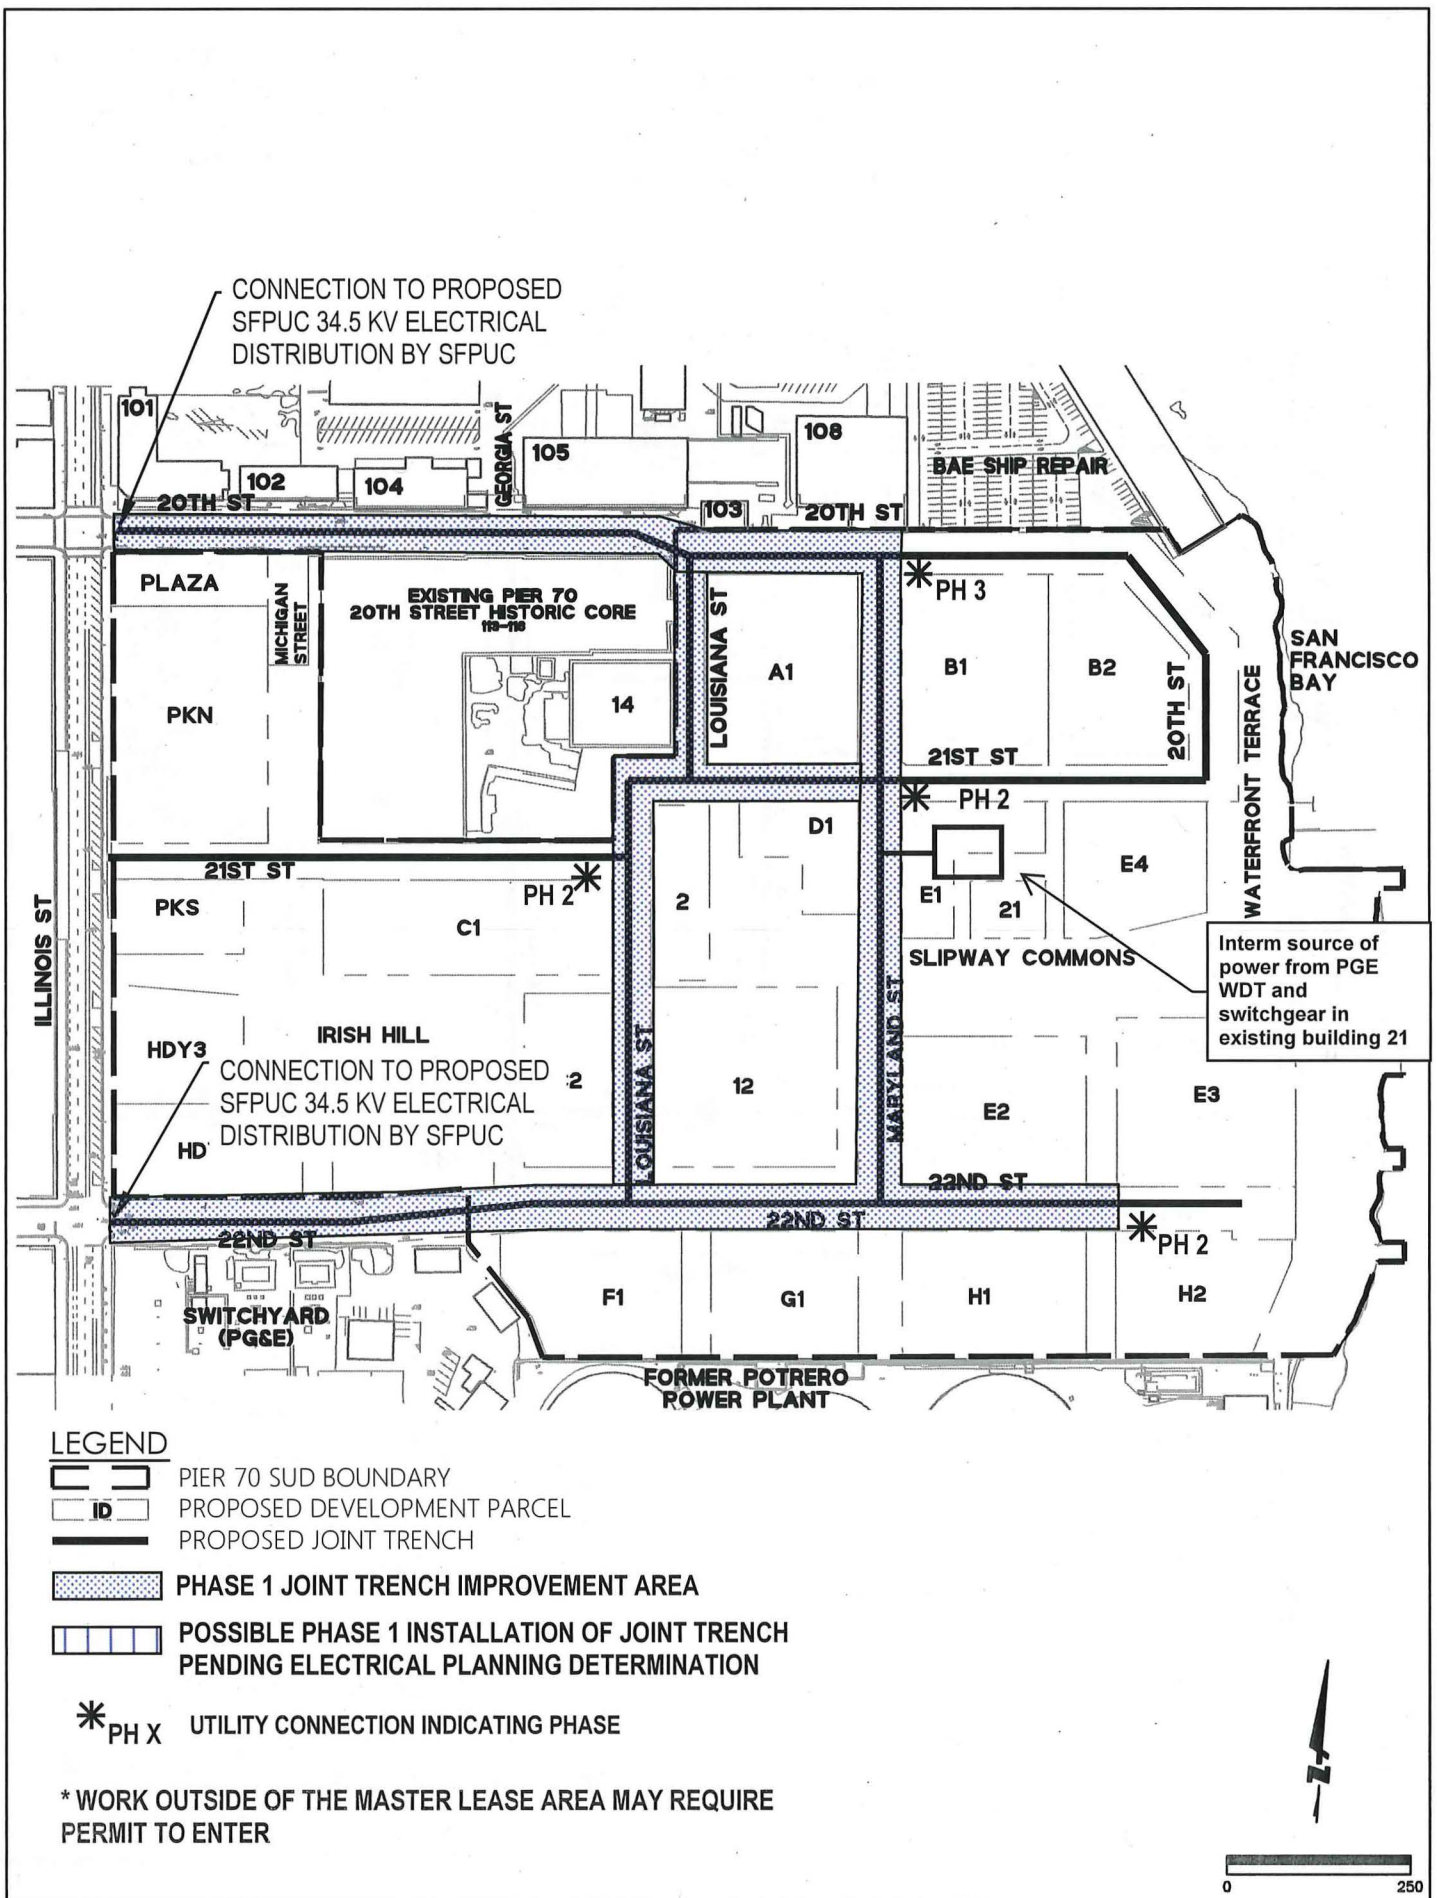 CONNECTION TO PROPOSED
SFPUC 34.5 KV ELECTRICAL
DISTRIBUTION BY SFPUC
101
102
104
GEORGIA ST
105
108
103
BAE SHIP REPAIR
20TH ST
20TH ST
PLAZA
MICHIGAN
STREET
EXISTING PIER 70
20TH STREET HISTORIC CORE
PKN
14
LOUISIANA ST
A1
PH 3
B1
B2
20TH ST
SAN
FRANCISCO
BAY
WATERFRONT TERRACE
21ST ST
PH 2
D1
21ST ST
PH 2
PKS
C1
2
E1
21
E4
SLIPWAY COMMONS
Interm source of
power from PGE
WDT and
switchgear in
existing building 21
ILLINOIS ST
HDY3
IRISH HILL
CONNECTION TO PROPOSED
SFPUC 34.5 KV ELECTRICAL
DISTRIBUTION BY SFPUC
2
HD
LOUISIANA ST
12
MARYLAND ST
E2
E3
22ND ST
22ND ST
22ND ST
PH 2
SWITCHYARD
(PG&E)
F1
G1
H1
H2
FORMER POTRERO
POWER PLANT
LEGEND
PIER 70 SUD BOUNDARY
ID PROPOSED DEVELOPMENT PARCEL
PROPOSED JOINT TRENCH
PHASE 1 JOINT TRENCH IMPROVEMENT AREA
POSSIBLE PHASE 1 INSTALLATION OF JOINT TRENCH
PENDING ELECTRICAL PLANNING DETERMINATION
PH X UTILITY CONNECTION INDICATING PHASE
* WORK OUTSIDE OF THE MASTER LEASE AREA MAY REQUIRE
PERMIT TO ENTER
N
0 250